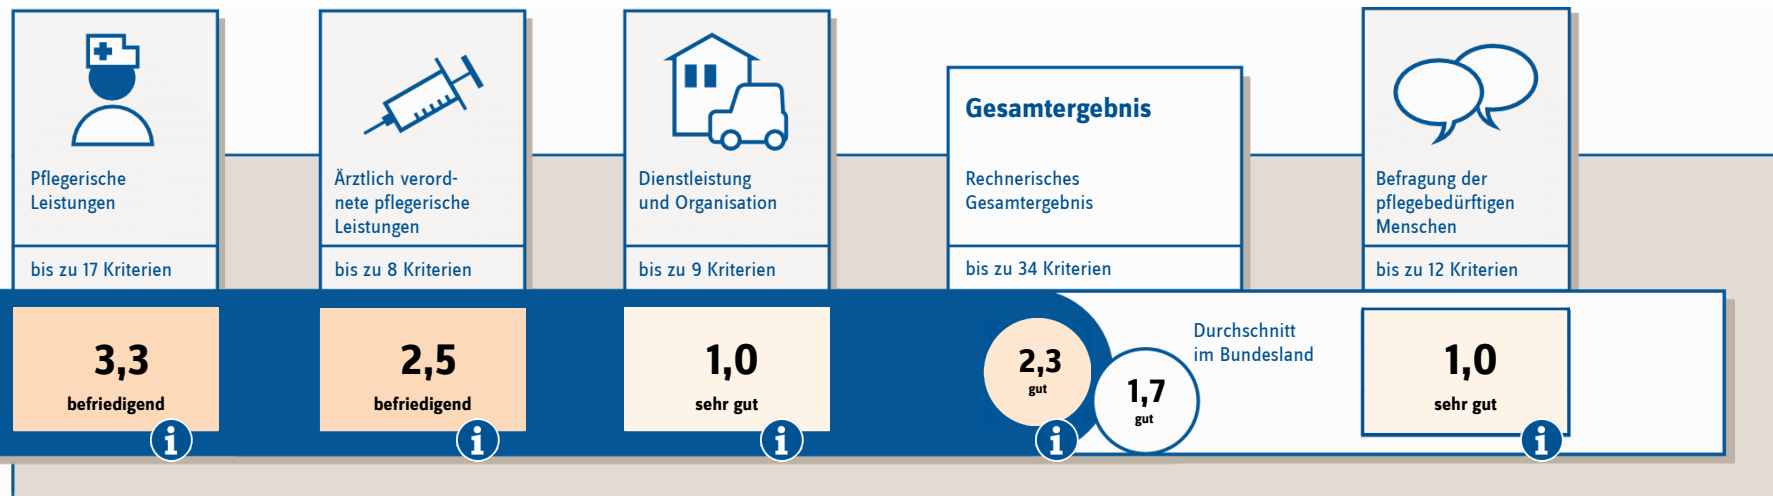 Pflegerische
Leistungen
bis zu 17 Kriterien
3,3
befriedigend
i
Ärztlich verord-
nete pflegerische
Leistungen
bis zu 8 Kriterien
2,5
befriedigend
i
Dienstleistung
und Organisation
bis zu 9 Kriterien
1,0
sehr gut
i
Gesamtergebnis
Rechnerisches
Gesamtergebnis
bis zu 34 Kriterien
2,3
gut
i
1,7
gut
Durchschnitt
im Bundesland
Befragung der
pflegebedürftigen
Menschen
bis zu 12 Kriterien
1,0
sehr gut
i